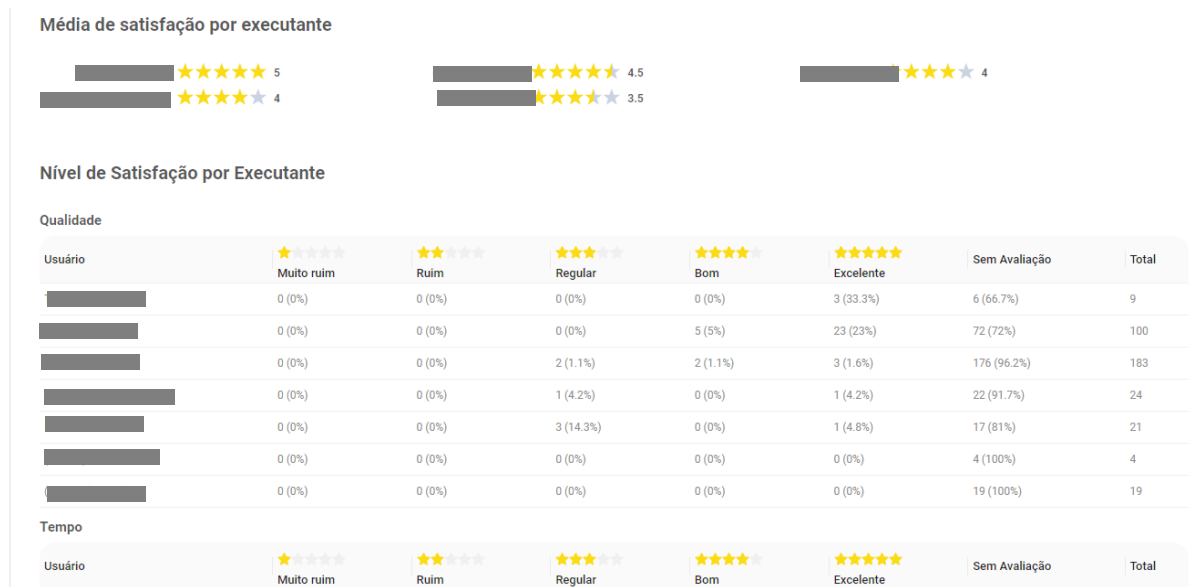 Média de satisfação por executante
5 4.5 4
4 3.5
Nível de Satisfação por Executante
Qualidade
Usuário Muito ruim Ruim Regular Bom Excelente Sem Avaliação Total
0 (0%) 0 (0%) 0 (0%) 0 (0%) 3 (33.3%) 6 (66.7%) 9
0 (0%) 0 (0%) 0 (0%) 5 (5%) 23 (23%) 72 (72%) 100
0 (0%) 0 (0%) 2 (1.1%) 2 (1.1%) 3 (1.6%) 176 (96.2%) 183
0 (0%) 0 (0%) 1 (4.2%) 0 (0%) 1 (4.2%) 22 (91.7%) 24
0 (0%) 0 (0%) 3 (14.3%) 0 (0%) 1 (4.8%) 17 (81%) 21
0 (0%) 0 (0%) 0 (0%) 0 (0%) 0 (0%) 4 (100%) 4
0 (0%) 0 (0%) 0 (0%) 0 (0%) 0 (0%) 19 (100%) 19
Tempo
Usuário Muito ruim Ruim Regular Bom Excelente Sem Avaliação Total